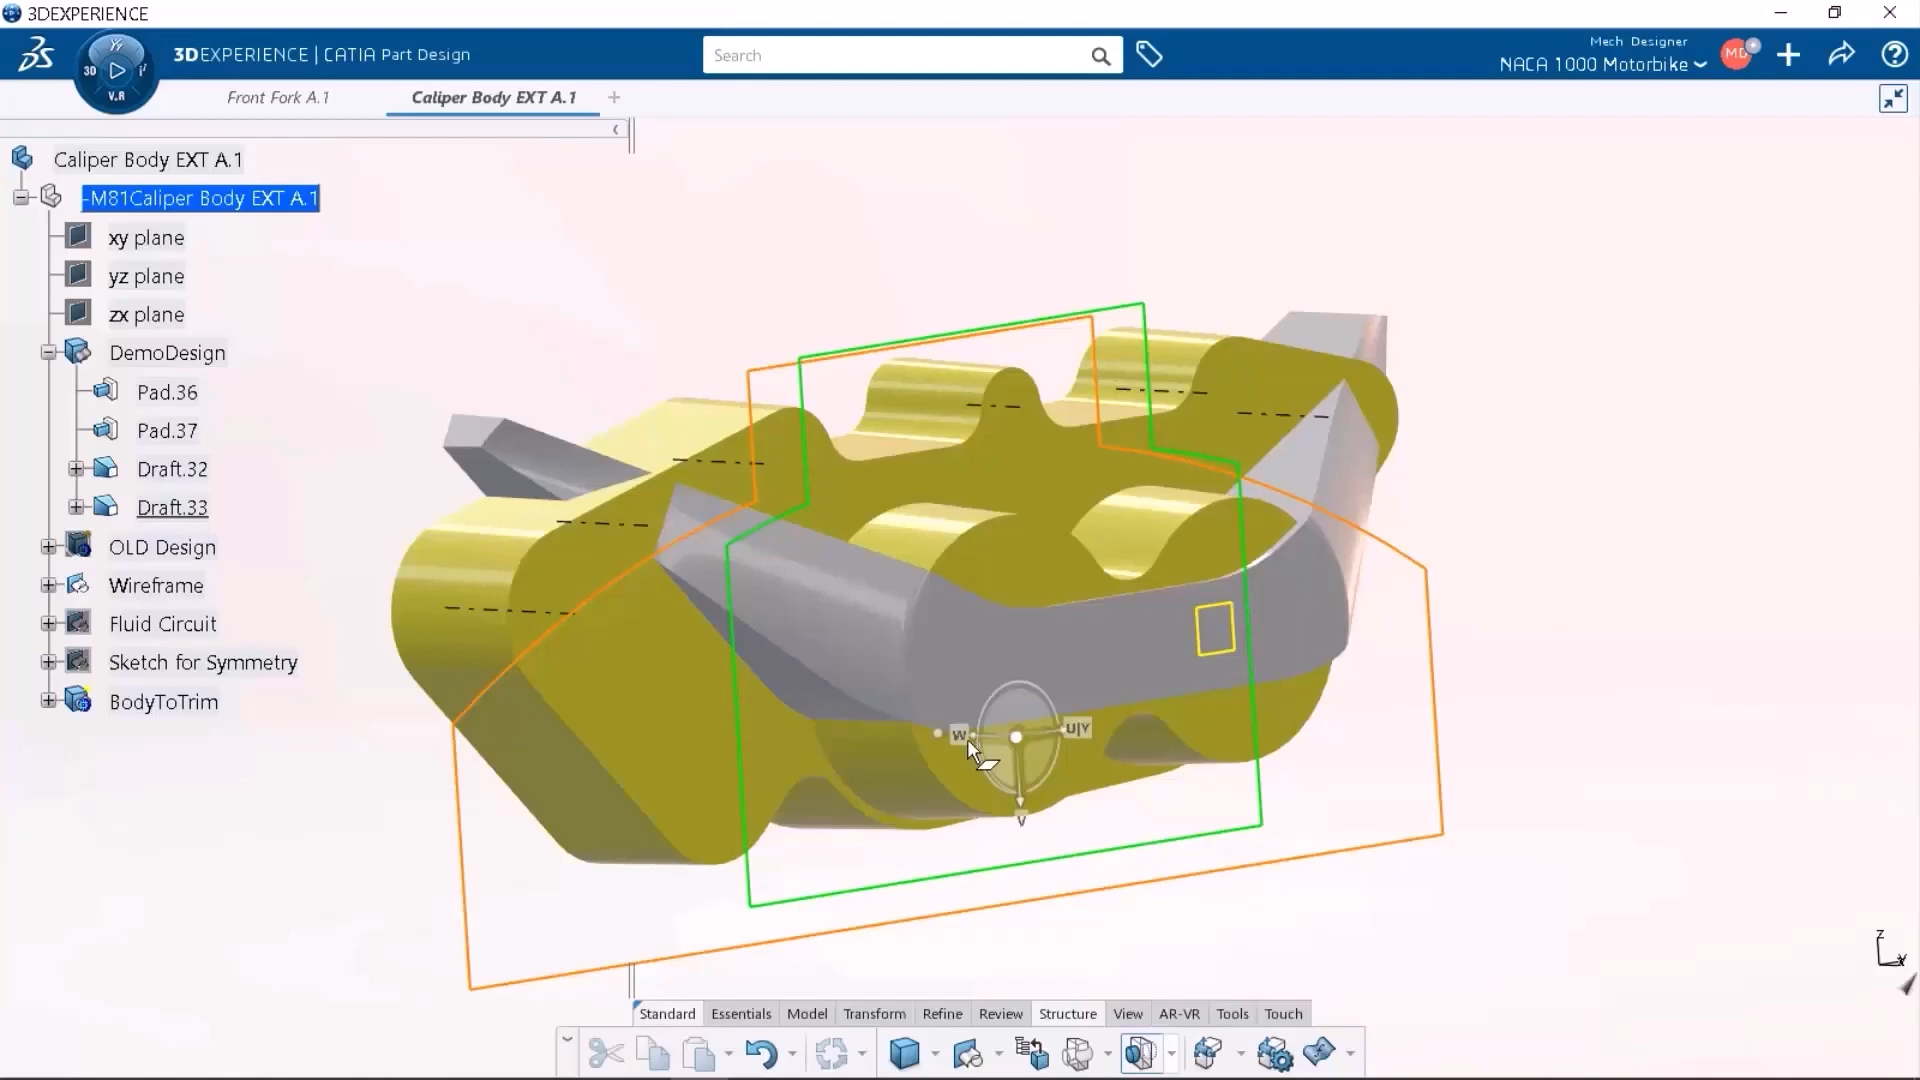 3DEXPERIENCE
3DEXPERIENCE | CATIA Part Design
Search
Mech Designer
NACA 1000 Motorbike
MD
3D
V.R
Front Fork A.1
Caliper Body EXT A.1
Caliper Body EXT A.1
-M81Caliper Body EXT A.1
xy plane
yz plane
zx plane
DemoDesign
Pad.36
Pad.37
Draft.32
Draft.33
OLD Design
Wireframe
Fluid Circuit
Sketch for Symmetry
BodyToTrim
W
U|Y
V
Z
Standard
Essentials
Model
Transform
Refine
Review
Structure
View
AR-VR
Tools
Touch